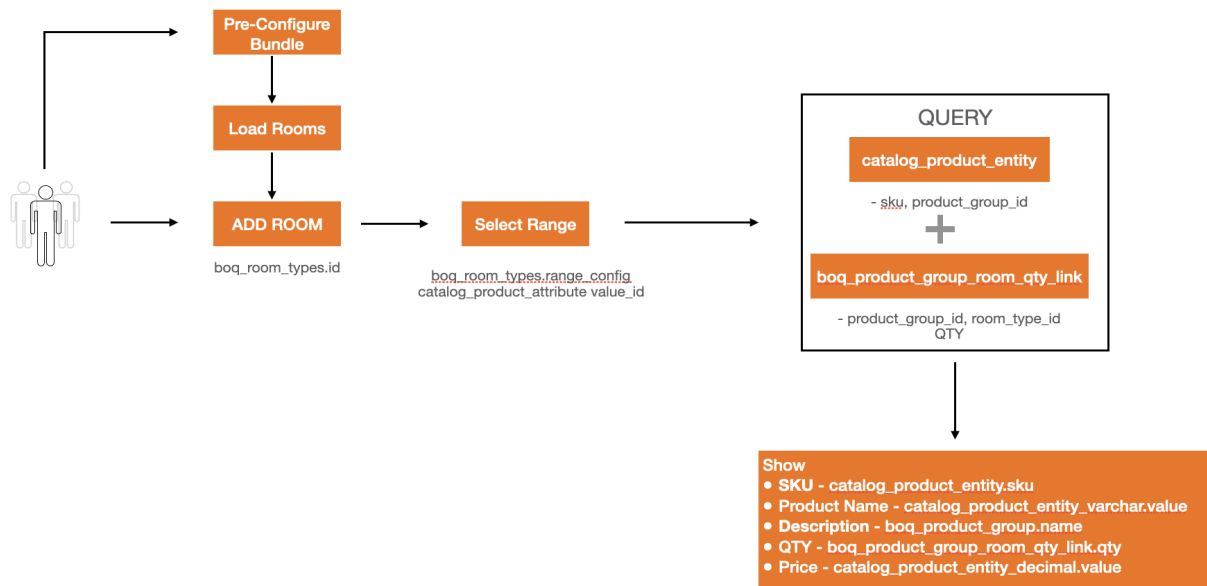 Pre-Configure
Bundle
Load Rooms
ADD ROOM
boq_room_types.id
Select Range
boq_room_types.range_config
catalog_product_attribute value_id
QUERY
catalog_product_entity
- sku, product_group_id
+
boq_product_group_room_qty_link
- product_group_id, room_type_id
QTY
Show
• SKU - catalog_product_entity.sku
• Product Name - catalog_product_entity_varchar.value
• Description - boq_product_group.name
• QTY - boq_product_group_room_qty_link.qty
• Price - catalog_product_entity_decimal.value